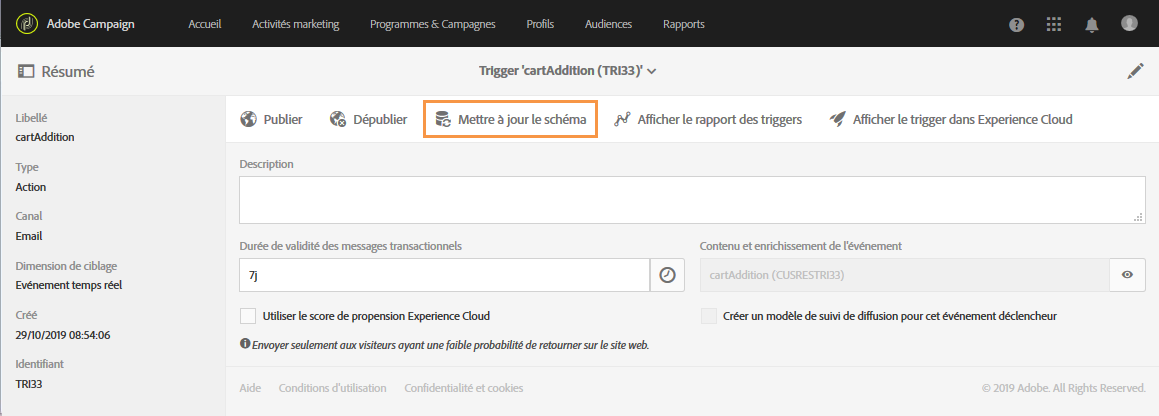 Adobe Campaign Accueil Activités marketing Programmes & Campagnes Profils Audiences Rapports
Résumé
Trigger 'cartAddition (TRI33)'
Libellé
cartAddition
Type
Action
Canal
Email
Dimension de ciblage
Evénement temps réel
Créé
29/10/2019 08:54:06
Identifiant
TRI33
Publier Dépublier Mettre à jour le schéma Afficher le rapport des triggers Afficher le trigger dans Experience Cloud
Description
Durée de validité des messages transactionnels
7j
Contenu et enrichissement de l'événement
cartAddition (CUSRESTRI33)
Utiliser le score de propension Experience Cloud
Créer un modèle de suivi de diffusion pour cet événement déclencheur
Envoyer seulement aux visiteurs ayant une faible probabilité de retourner sur le site web.
Aide Conditions d'utilisation Confidentialité et cookies © 2019 Adobe. All Rights Reserved.